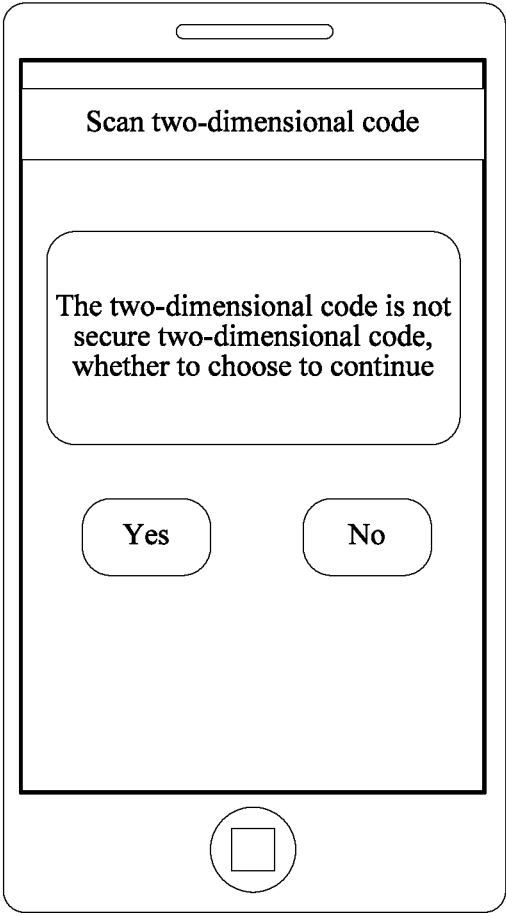 Scan two-dimensional code
The two-dimensional code is not
secure two-dimensional code,
whether to choose to continue
Yes
No